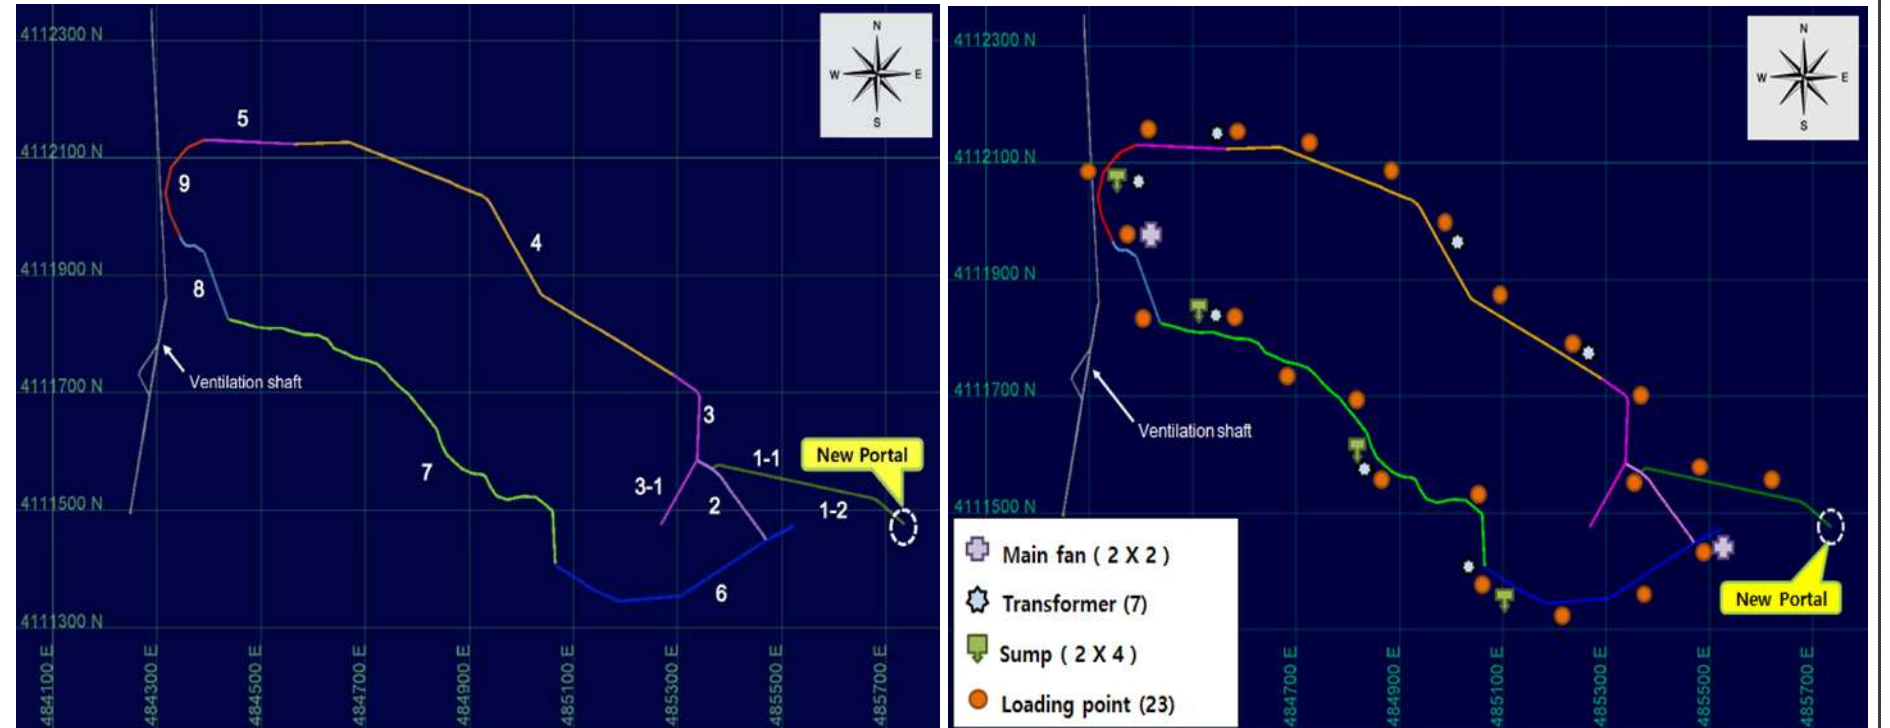 N
W E
S
4112300 N
4112100 N
4111900 N
4111700 N
4111500 N
4111300 N
484100 E
484300 E
484500 E
484700 E
484900 E
485100 E
485300 E
485500 E
485700 E
5
9
4
8
Ventilation shaft
3
7
3-1
1-1
2
1-2
6
New Portal
N
W E
S
4112300 N
4112100 N
4111900 N
4111700 N
4111500 N
484700 E
484900 E
485100 E
485300 E
485500 E
485700 E
Ventilation shaft
New Portal
Main fan ( 2 X 2 )
Transformer (7)
Sump ( 2 X 4 )
Loading point (23)